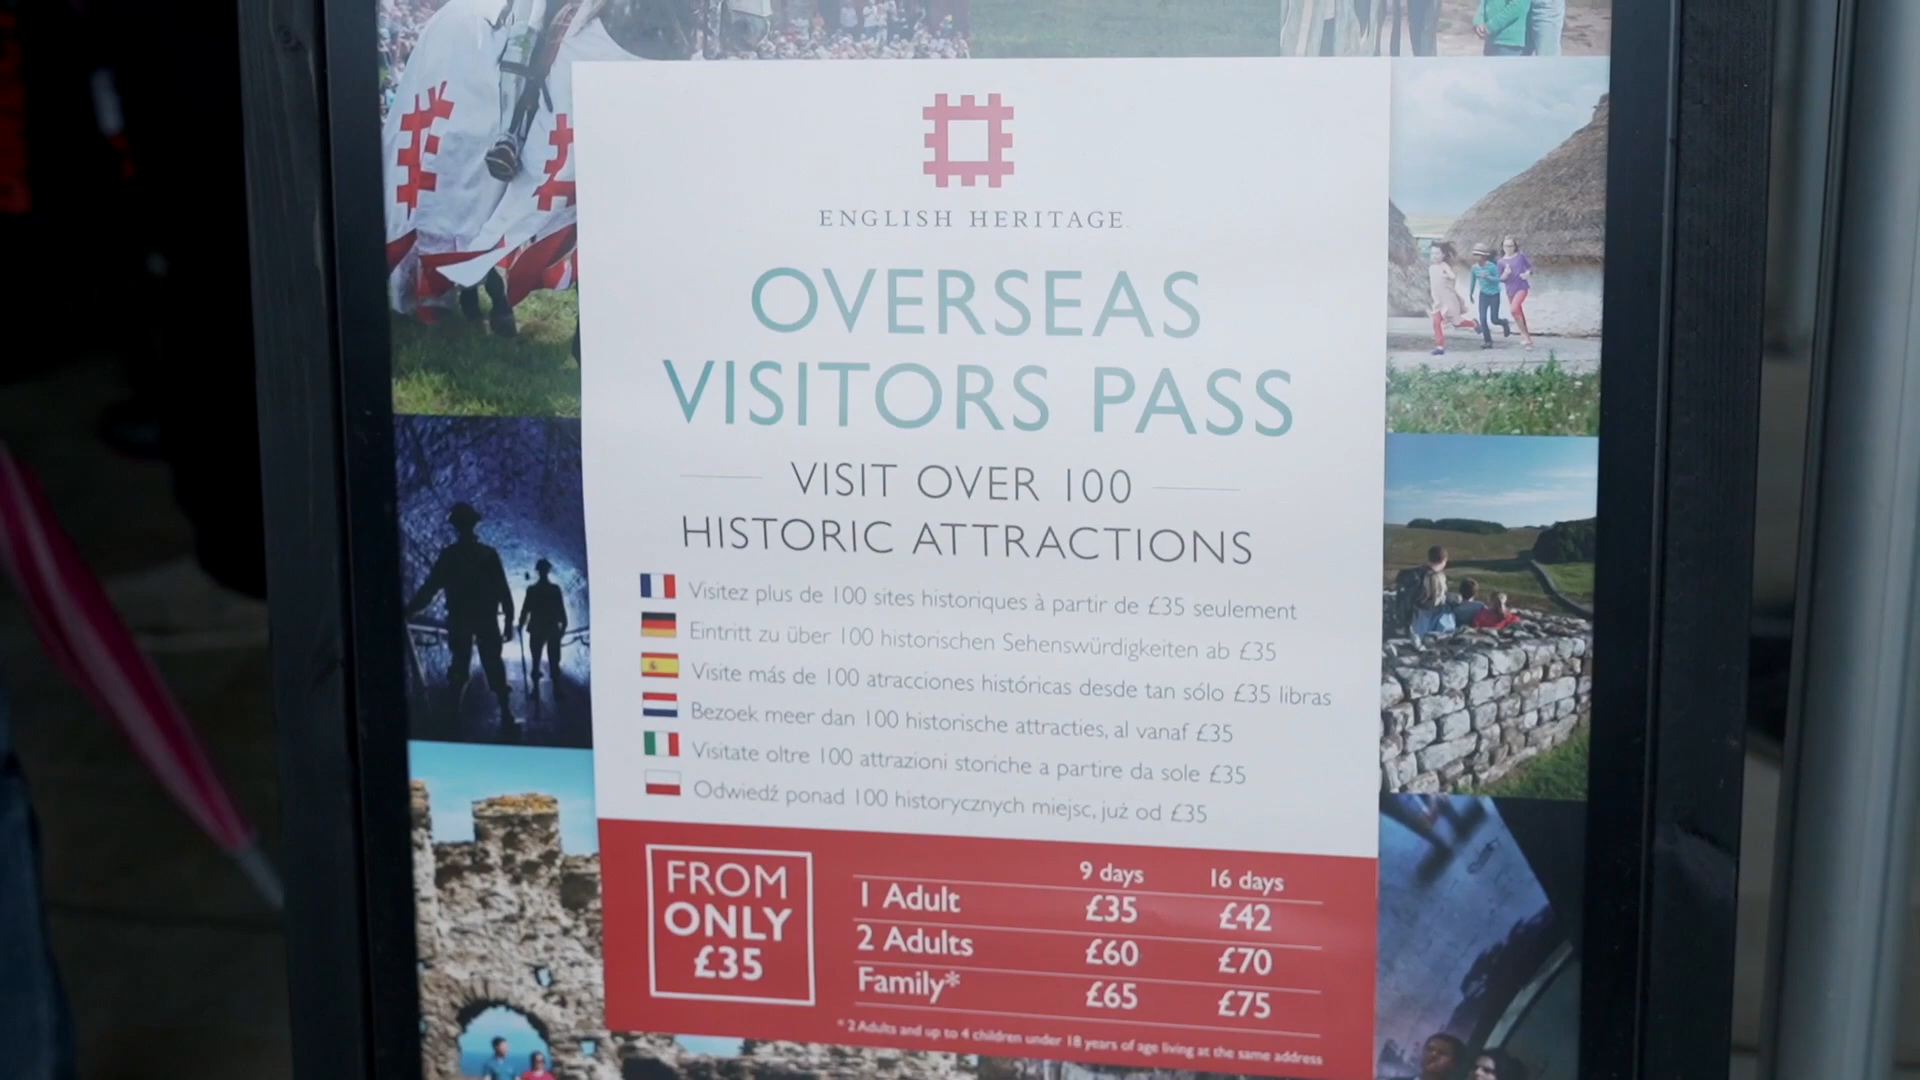 ENGLISH HERITAGE
OVERSEAS
VISITORS PASS
VISIT OVER 100
HISTORIC ATTRACTIONS
Visitez plus de 100 sites historiques à partir de £35 seulement
Eintritt zu über 100 historischen Sehenswürdigkeiten ab £35
Visite más de 100 atracciones históricas desde tan sólo £35 libras
Bezoek meer dan 100 historische attracties, al vanaf £35
Visitate oltre 100 attrazioni storiche a partire da sole £35
Odwiedź ponad 100 historycznych miejsc, już od £35
FROM
ONLY
£35
9 days 16 days
1 Adult £35 £42
2 Adults £60 £70
Family* £65 £75
* 2 Adults and up to 4 children under 18 years of age living at the same address